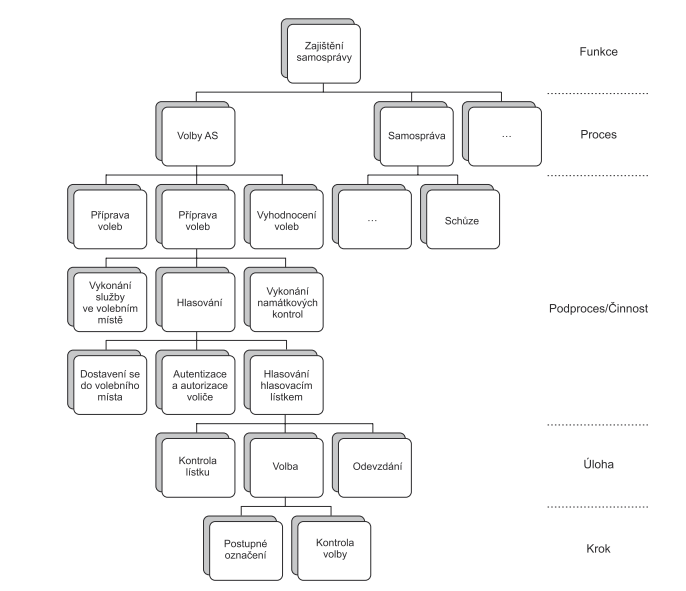 Zajištění
samosprávy
Funkce
Volby AS
Samospráva
...
Proces
Příprava
voleb
Příprava
voleb
Vyhodnocení
voleb
...
Schůze
Vykonání
služby
ve volebním
místě
Hlasování
Vykonání
namátkových
kontrol
Podproces/Činnost
Dostavení se
do volebního
místa
Autentizace
a autorizace
voliče
Hlasování
hlasovacím
lístkem
Kontrola
lístku
Volba
Odevzdání
Úloha
Postupné
označení
Kontrola
volby
Krok